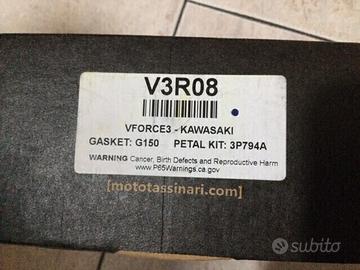 V3R08
VFORCE3 - KAWASAKI
GASKET: G150 PETAL KIT: 3P794A
WARNING Cancer, Birth Defects and Reproductive Harm
www.P65Warnings.ca.gov
[mototassinari.com]
subito